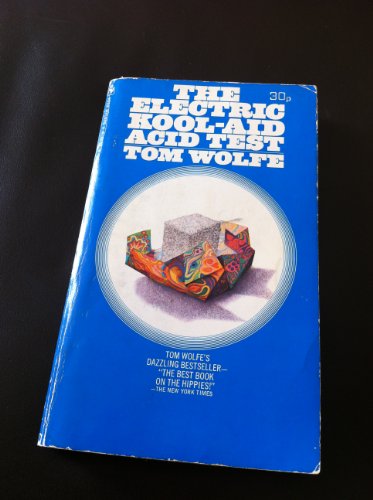 30p
THE
ELECTRIC
KOOL-AID
ACID TEST
TOM WOLFE
TOM WOLFE'S
DAZZLING BESTSELLER—
"THE BEST BOOK
ON THE HIPPIES!"
—THE NEW YORK TIMES